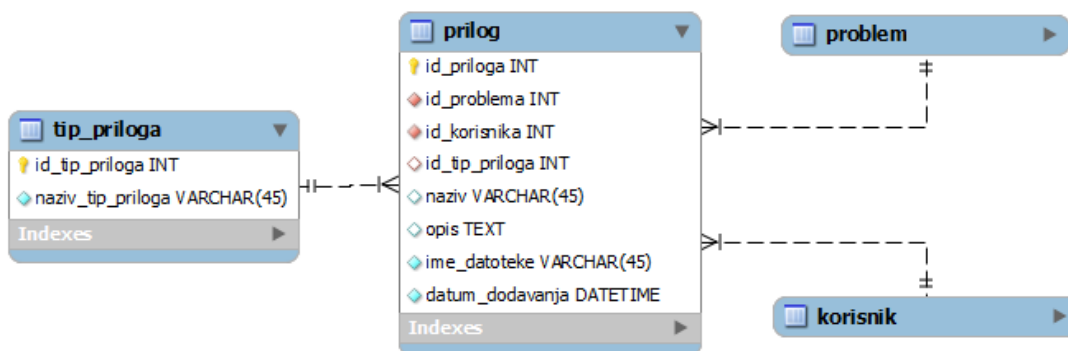 tip_priloga
id_tip_priloga INT
naziv_tip_priloga VARCHAR(45)
Indexes
prilog
id_priloga INT
id_problema INT
id_korisnika INT
id_tip_priloga INT
naziv VARCHAR(45)
opis TEXT
ime_datoteke VARCHAR(45)
datum_dodavanja DATETIME
Indexes
problem
korisnik